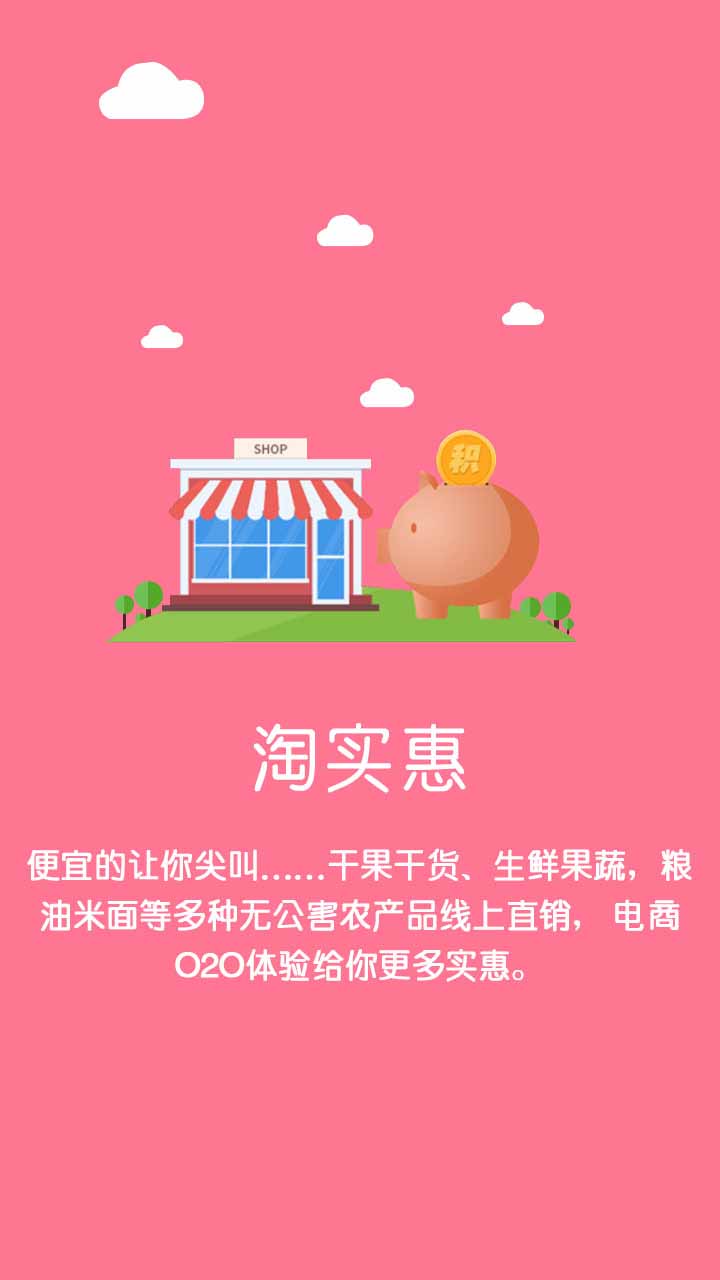 SHOP
积
淘实惠
便宜的让你尖叫……干果干货、生鲜果蔬，粮
油米面等多种无公害农产品线上直销， 电商
O2O体验给你更多实惠。